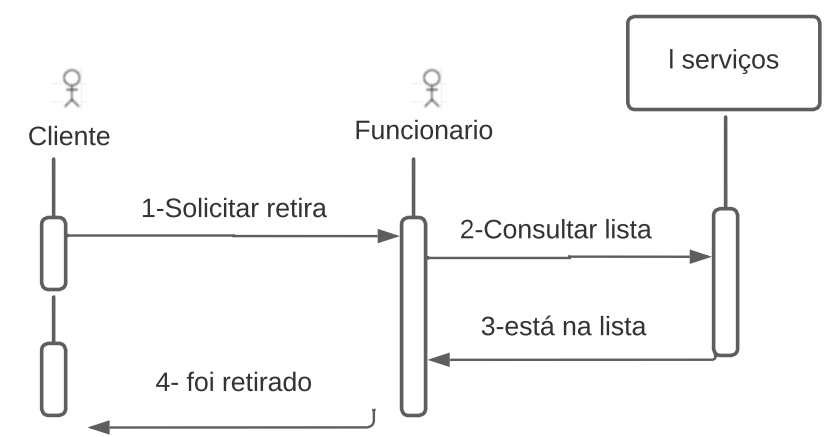 l serviços
Cliente
Funcionario
1-Solicitar retira
2-Consultar lista
3-está na lista
4- foi retirado